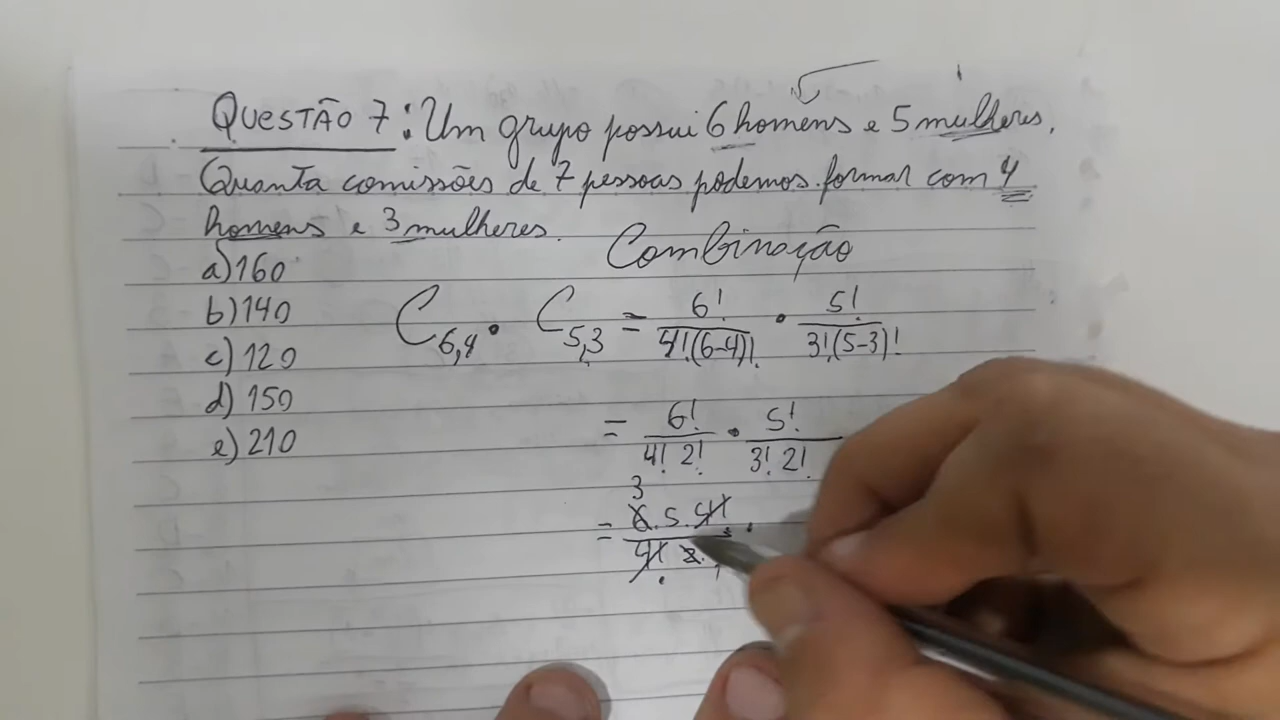 QUESTÃO 7: Um grupo possui 6 homens e 5 mulheres.
Quanta comissões de 7 pessoas podemos formar com 4
homens e 3 mulheres.
Combinação
a) 160
b) 140
c) 120
d) 150
e) 210
C6,4 . C5,3 = 6!/4!(6-4)! . 5!/3!(5-3)!
= 6!/4! 2! . 5!/3! 2!
3
= 6.5.4!/4! 2.1 .